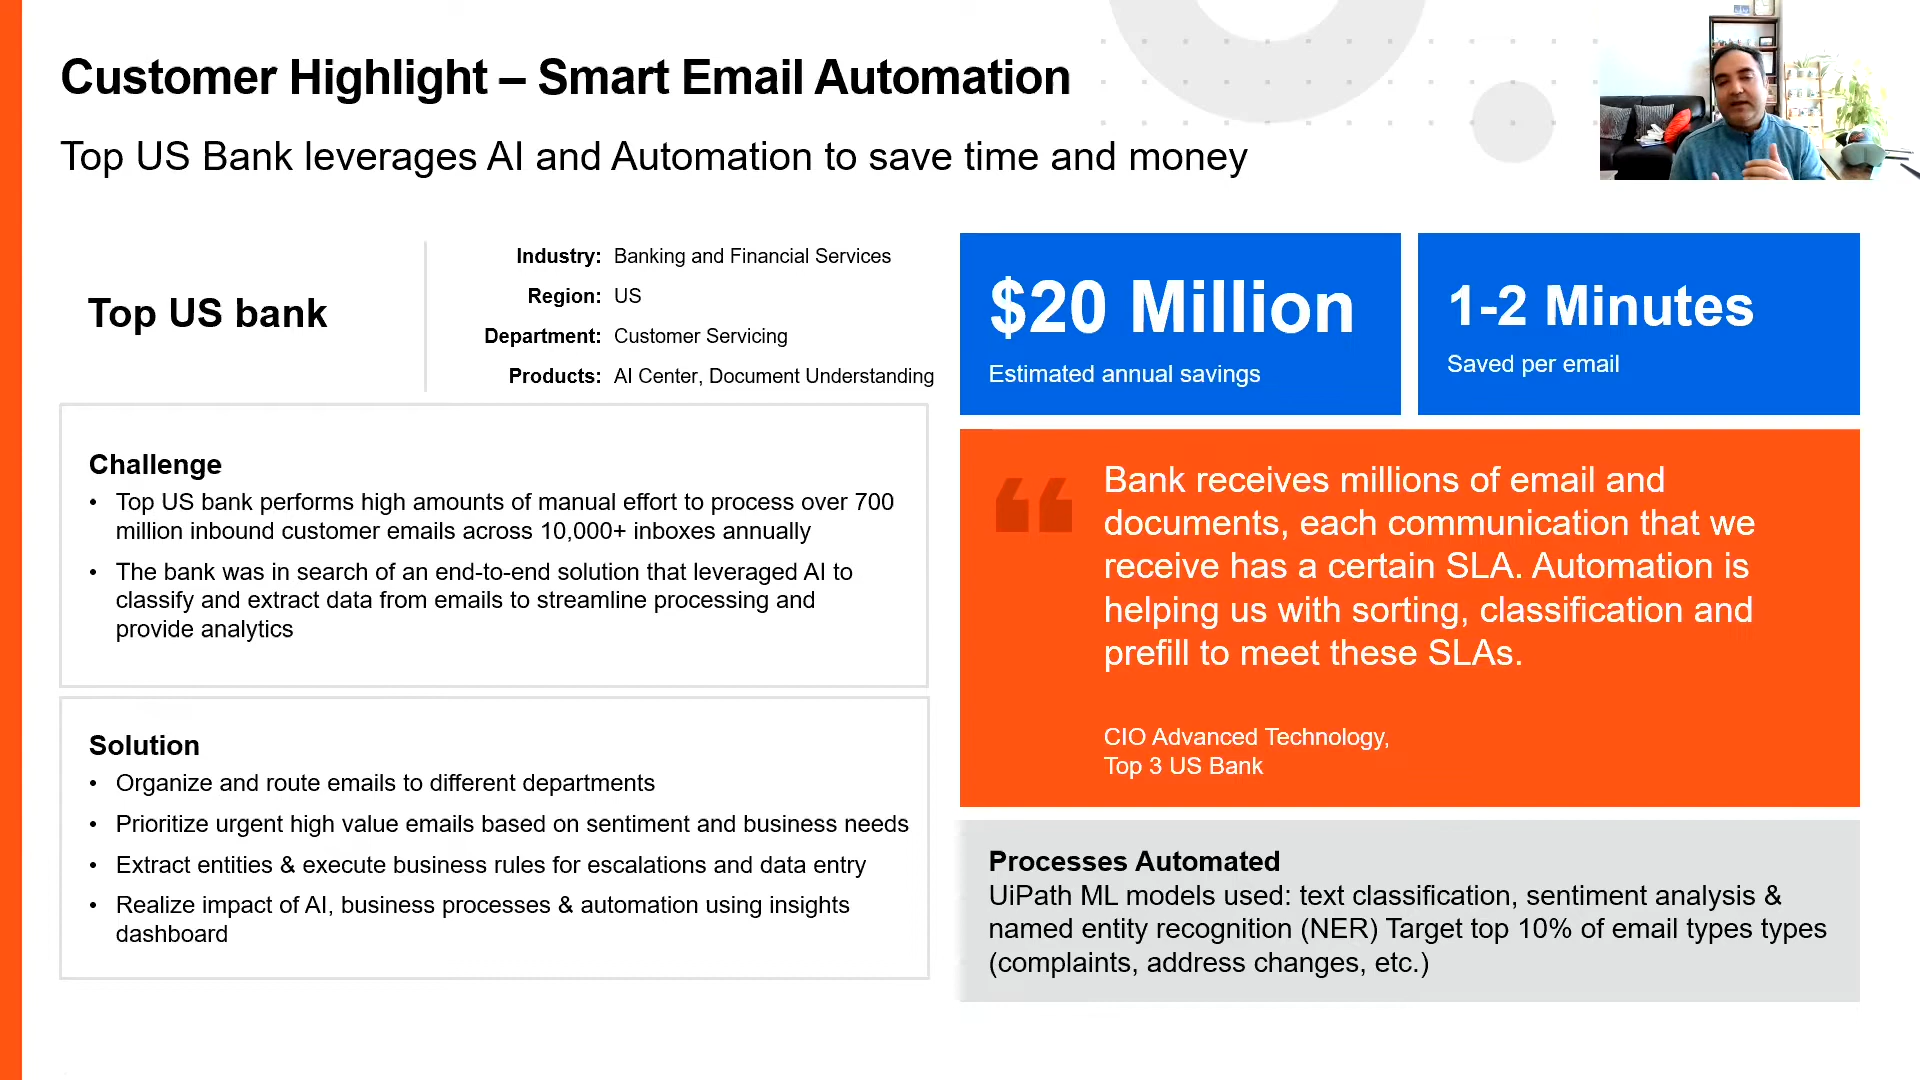 Customer Highlight – Smart Email Automation
Top US Bank leverages AI and Automation to save time and money
Top US bank
Industry: Banking and Financial Services
Region: US
Department: Customer Servicing
Products: AI Center, Document Understanding
$20 Million
Estimated annual savings
1-2 Minutes
Saved per email
Challenge
• Top US bank performs high amounts of manual effort to process over 700
million inbound customer emails across 10,000+ inboxes annually
• The bank was in search of an end-to-end solution that leveraged AI to
classify and extract data from emails to streamline processing and
provide analytics
Solution
• Organize and route emails to different departments
• Prioritize urgent high value emails based on sentiment and business needs
• Extract entities & execute business rules for escalations and data entry
• Realize impact of AI, business processes & automation using insights
dashboard
“
Bank receives millions of email and
documents, each communication that we
receive has a certain SLA. Automation is
helping us with sorting, classification and
prefill to meet these SLAs.
CIO Advanced Technology,
Top 3 US Bank
Processes Automated
UiPath ML models used: text classification, sentiment analysis &
named entity recognition (NER) Target top 10% of email types types
(complaints, address changes, etc.)